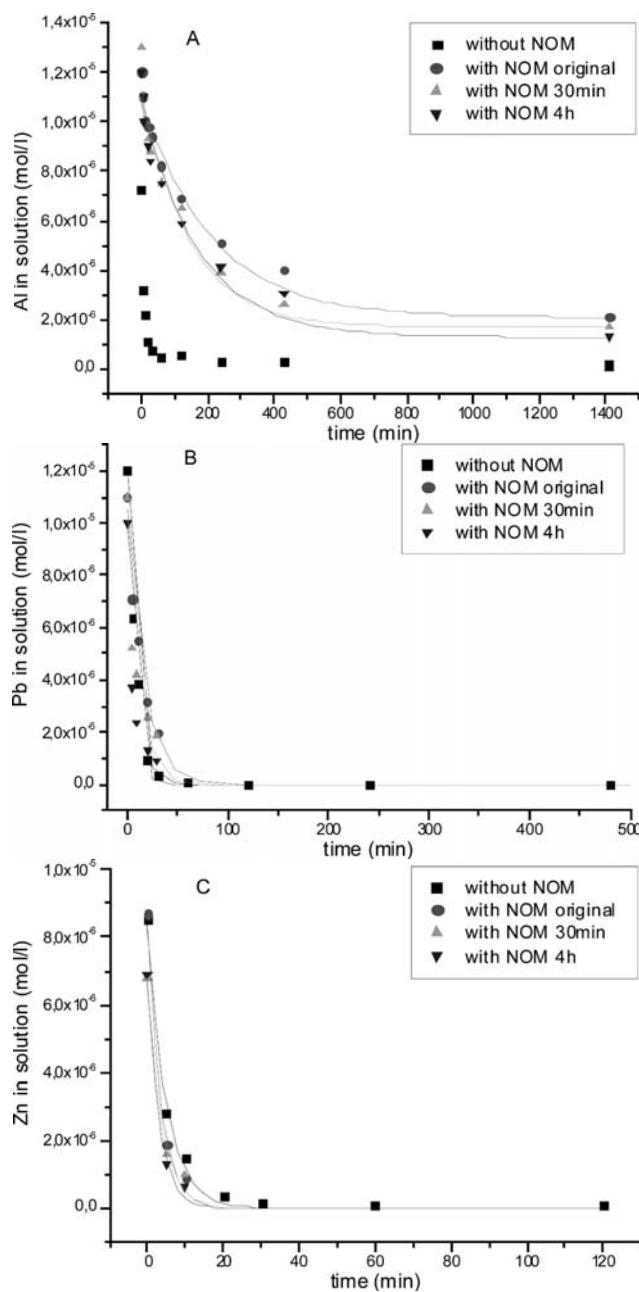 A
without NOM
with NOM original
with NOM 30min
with NOM 4h
Al in solution (mol/l)
1,4x10-5
1,2x10-5
1,0x10-5
8,0x10-6
6,0x10-6
4,0x10-6
2,0x10-6
0,0
0 200 400 600 800 1000 1200 1400
time (min)
B
without NOM
with NOM original
with NOM 30min
with NOM 4h
Pb in solution (mol/l)
1,2x10-5
1,0x10-5
8,0x10-6
6,0x10-6
4,0x10-6
2,0x10-6
0,0
0 100 200 300 400 500
time (min)
C
without NOM
with NOM original
with NOM 30min
with NOM 4h
Zn in solution (mol/l)
1,0x10-5
8,0x10-6
6,0x10-6
4,0x10-6
2,0x10-6
0,0
0 20 40 60 80 100 120
time (min)